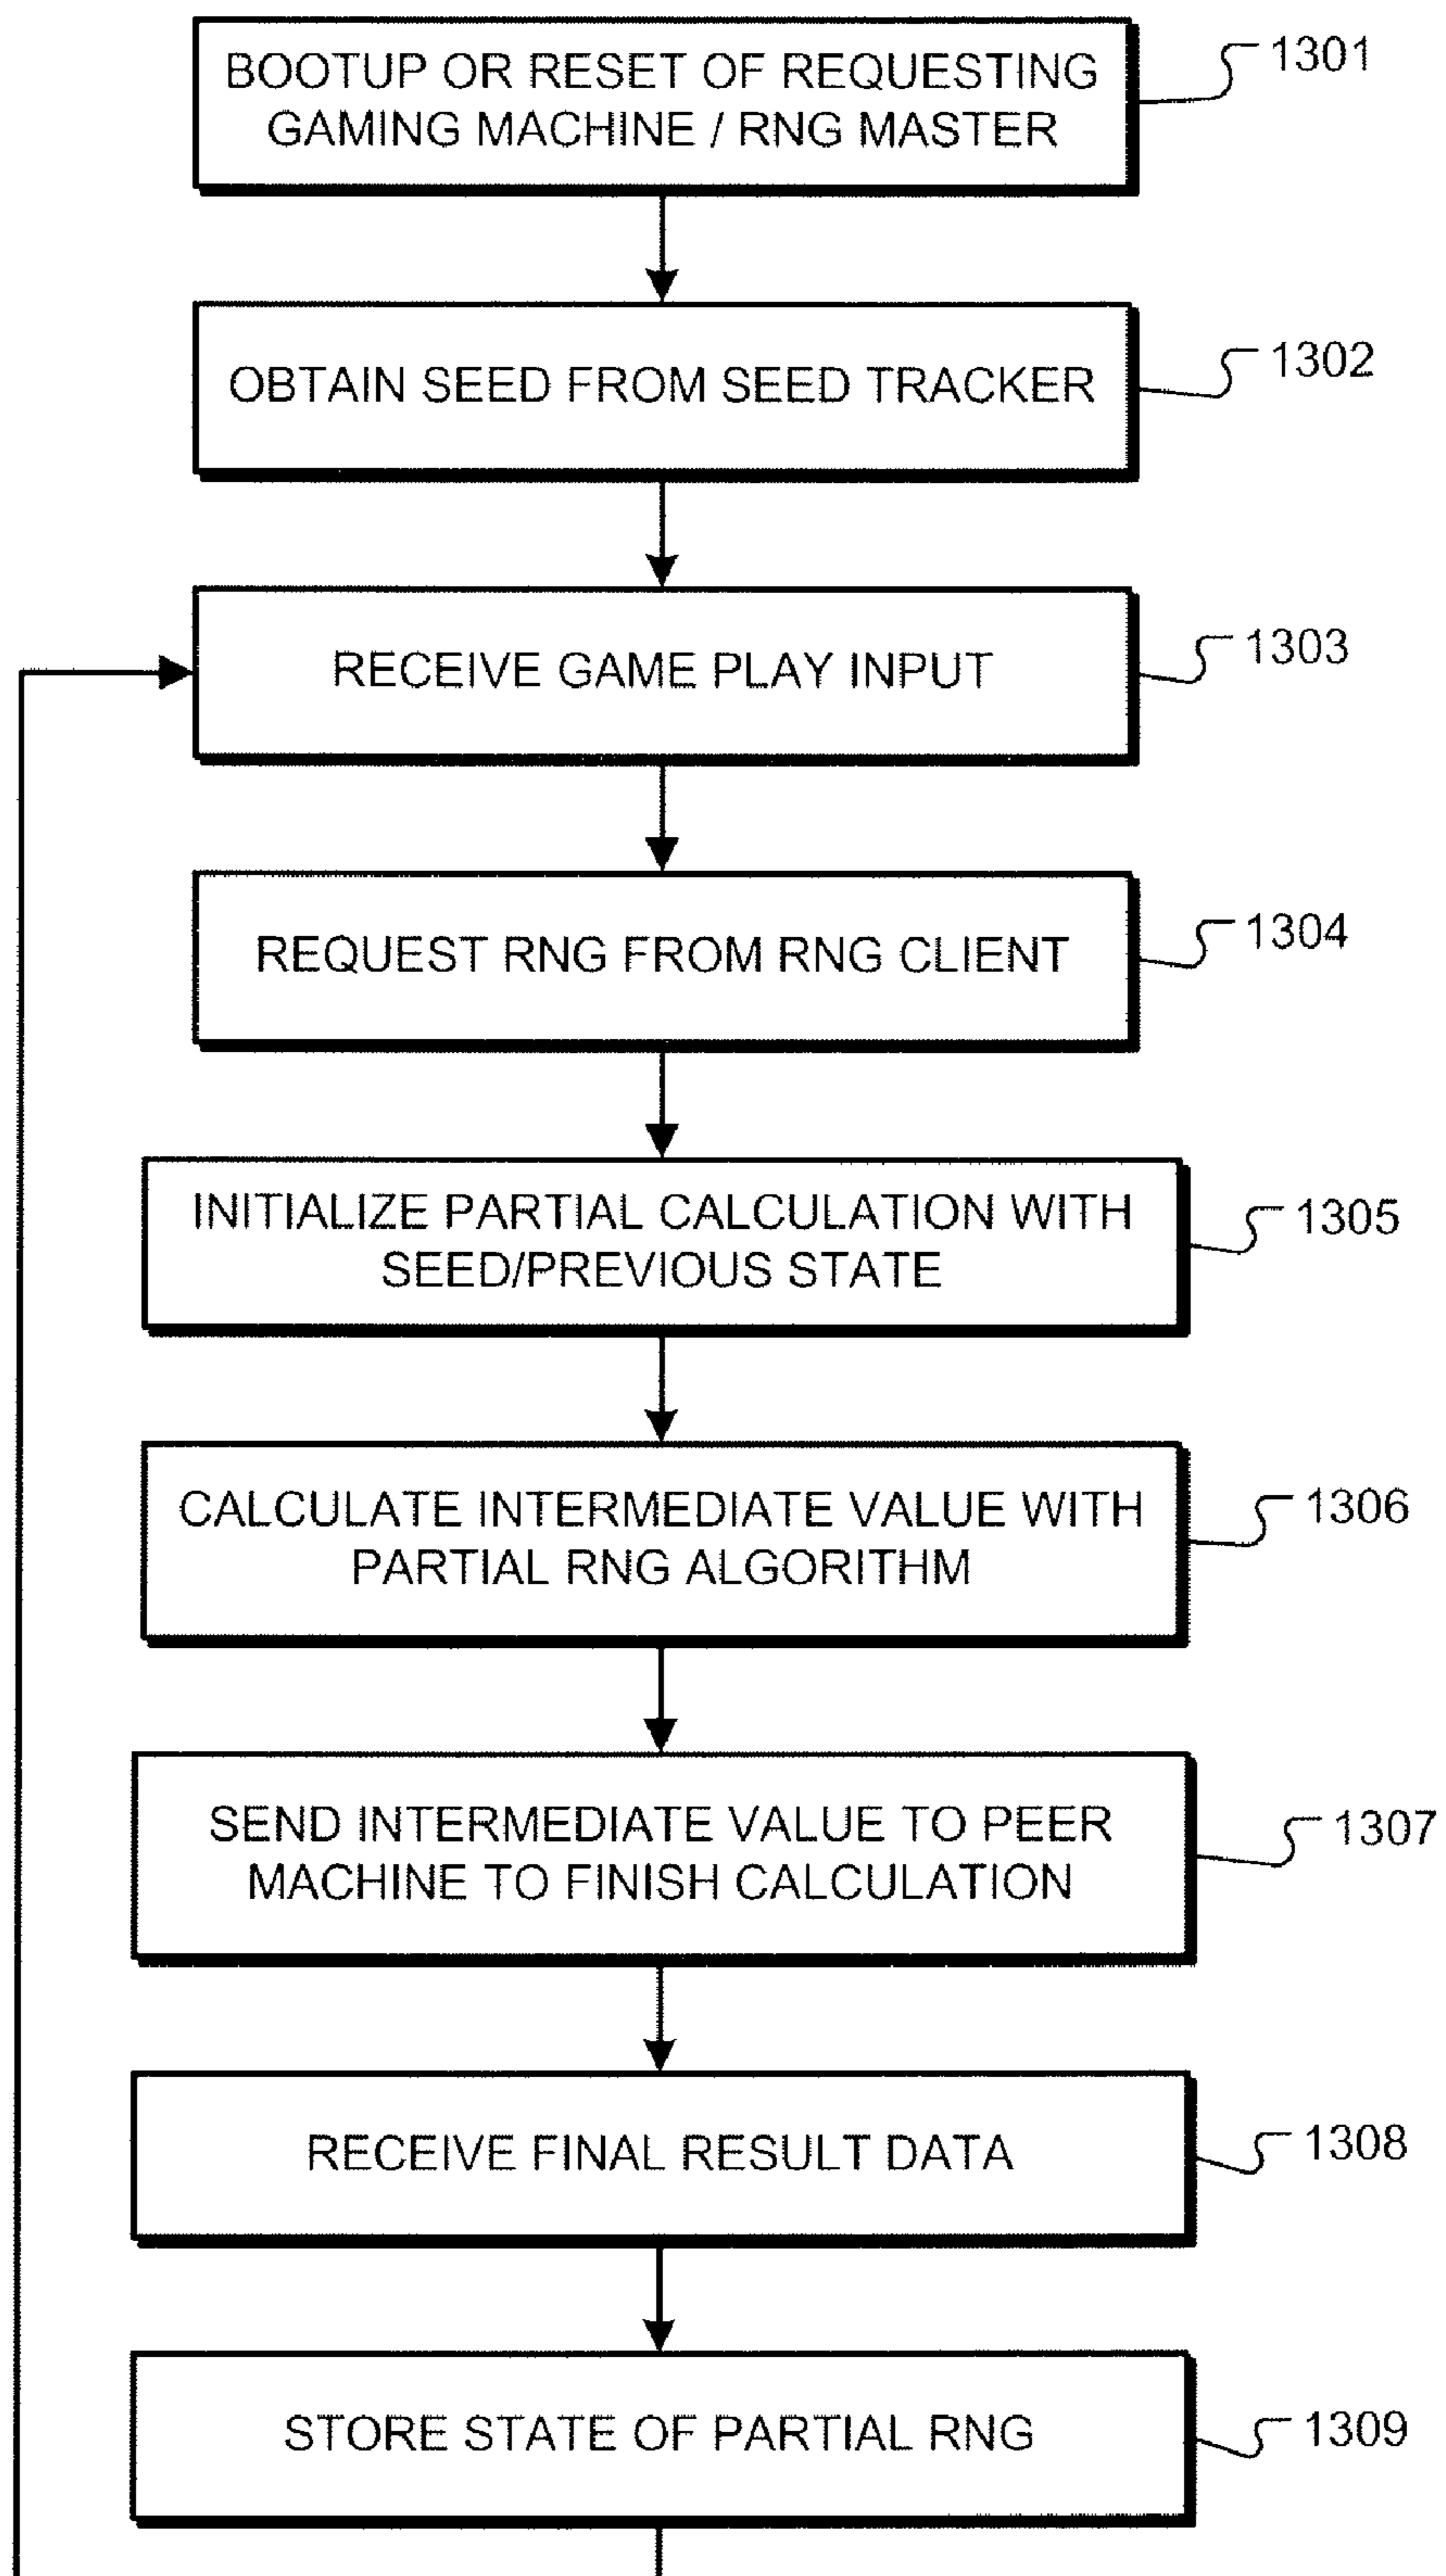 BOOTUP OR RESET OF REQUESTING
GAMING MACHINE / RNG MASTER
1301
OBTAIN SEED FROM SEED TRACKER
1302
RECEIVE GAME PLAY INPUT
1303
REQUEST RNG FROM RNG CLIENT
1304
INITIALIZE PARTIAL CALCULATION WITH
SEED/PREVIOUS STATE
1305
CALCULATE INTERMEDIATE VALUE WITH
PARTIAL RNG ALGORITHM
1306
SEND INTERMEDIATE VALUE TO PEER
MACHINE TO FINISH CALCULATION
1307
RECEIVE FINAL RESULT DATA
1308
STORE STATE OF PARTIAL RNG
1309